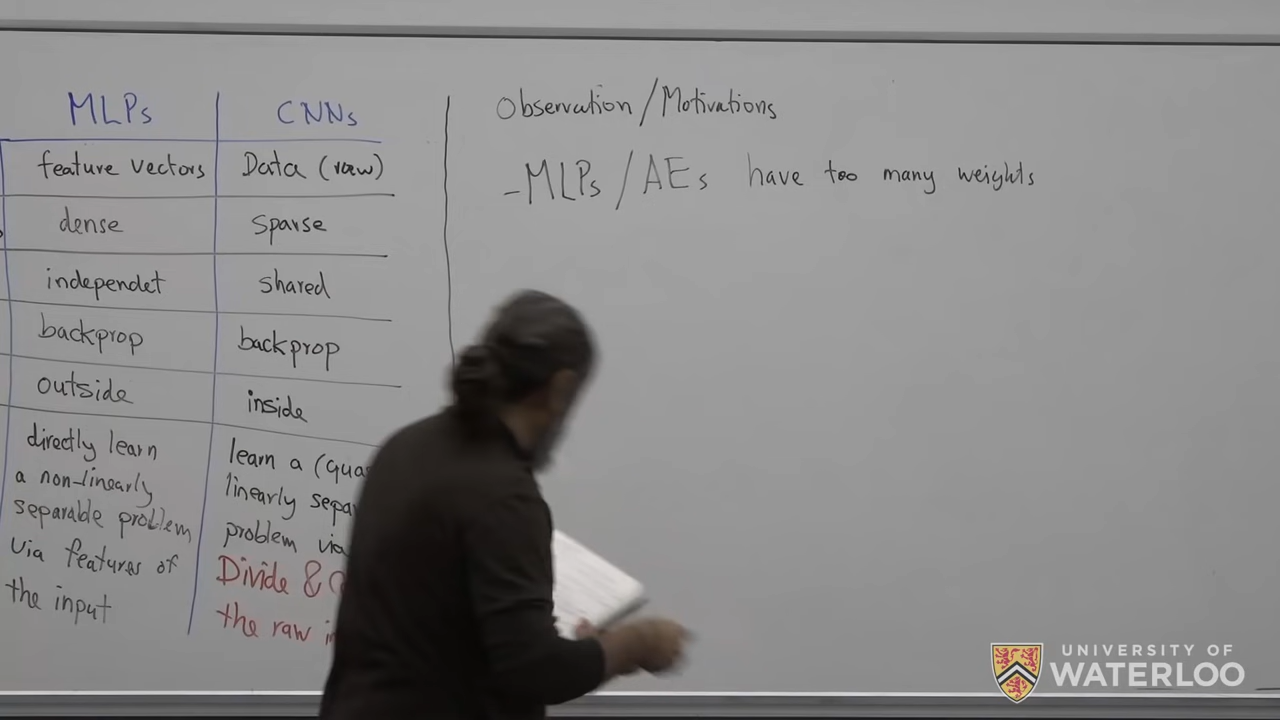 MLPs
CNNs
feature vectors
Data (raw)
dense
sparse
independet
shared
backprop
backprop
outside
inside
directly learn
a non-linearly
separable problem
via features of
the input
learn a
linearly
problem via
Divide &
the raw
Observation/Motivations
-MLPs/AEs have too many weights
UNIVERSITY OF
WATERLOO